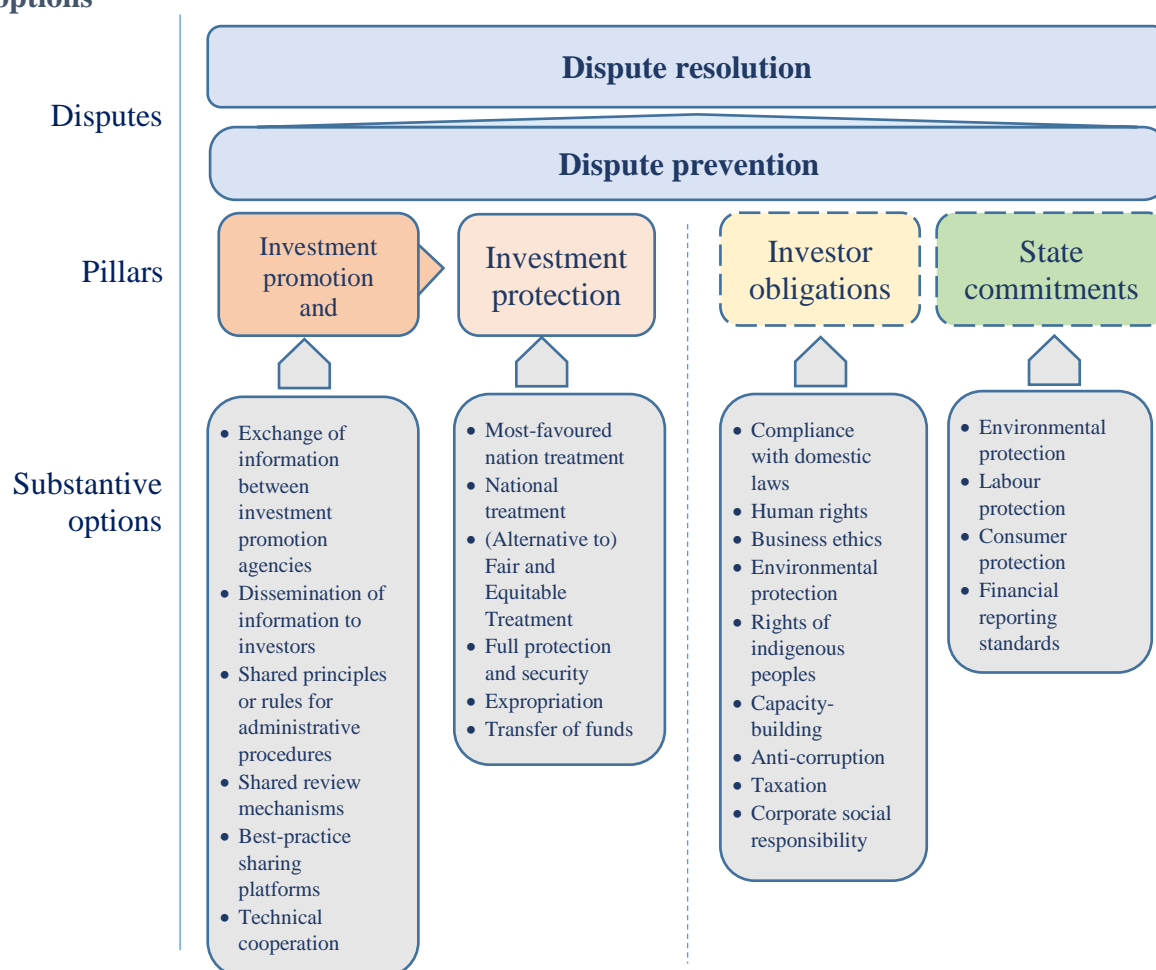 options
Disputes
Dispute resolution
Dispute prevention
Pillars
Investment
promotion
and
Investment
protection
Investor
obligations
State
commitments
Substantive
options
• Exchange of
information
between
investment
promotion
agencies
• Dissemination of
information to
investors
• Shared principles
or rules for
administrative
procedures
• Shared review
mechanisms
• Best-practice
sharing
platforms
• Technical
cooperation
• Most-favoured
nation treatment
• National
treatment
• (Alternative to)
Fair and
Equitable
Treatment
• Full protection
and security
• Expropriation
• Transfer of funds
• Compliance
with domestic
laws
• Human rights
• Business ethics
• Environmental
protection
• Rights of
indigenous
peoples
• Capacity-
building
• Anti-corruption
• Taxation
• Corporate social
responsibility
• Environmental
protection
• Labour
protection
• Consumer
protection
• Financial
reporting
standards